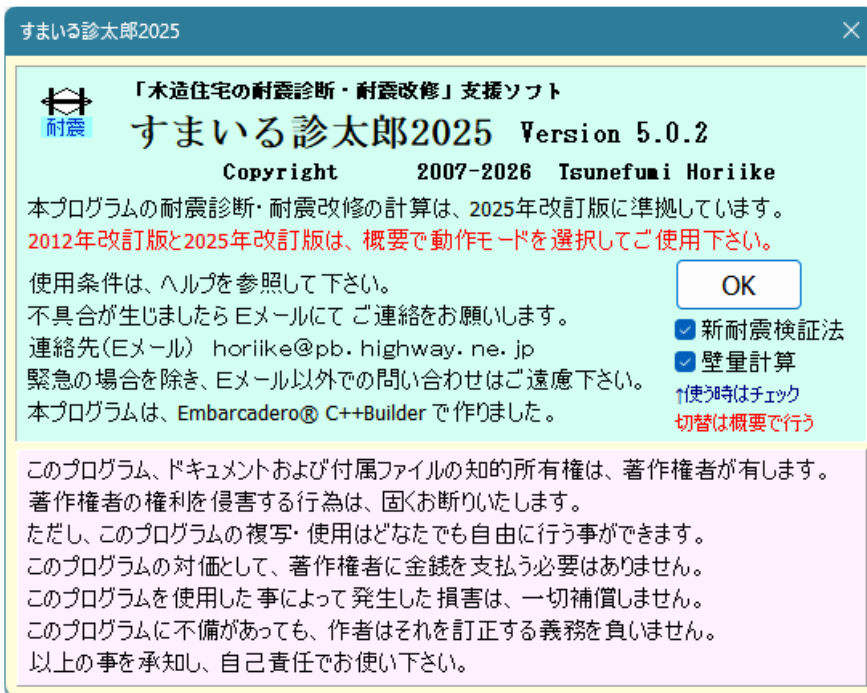 すまいる診太郎2025
「木造住宅の耐震診断・耐震改修」支援ソフト
耐震
すまいる診太郎2025 Version 5.0.2
Copyright 2007-2026 Tsunefumi Horiike
本プログラムの耐震診断・耐震改修の計算は、2025年改訂版に準拠しています。
2012年改訂版と2025年改訂版は、概要で動作モードを選択してご使用下さい。
使用条件は、ヘルプを参照して下さい。
不具合が生じましたらEメールにてご連絡をお願いします。
連絡先(Eメール) horiike@pb.highway.ne.jp
緊急の場合を除き、Eメール以外での問い合わせはご遠慮下さい。
本プログラムは、Embarcadero® C++Builder で作りました。
OK
新耐震検証法
壁量計算
↑使う時はチェック
切替は概要で行う
このプログラム、ドキュメントおよび付属ファイルの知的所有権は、著作権者が有します。
著作権者の権利を侵害する行為は、固くお断りいたします。
ただし、このプログラムの複写・使用はどなたでも自由に行う事ができます。
このプログラムの対価として、著作権者に金銭を支払う必要はありません。
このプログラムを使用した事によって発生した損害は、一切補償しません。
このプログラムに不備があっても、作者はそれを訂正する義務を負いません。
以上の事を承知し、自己責任でお使い下さい。